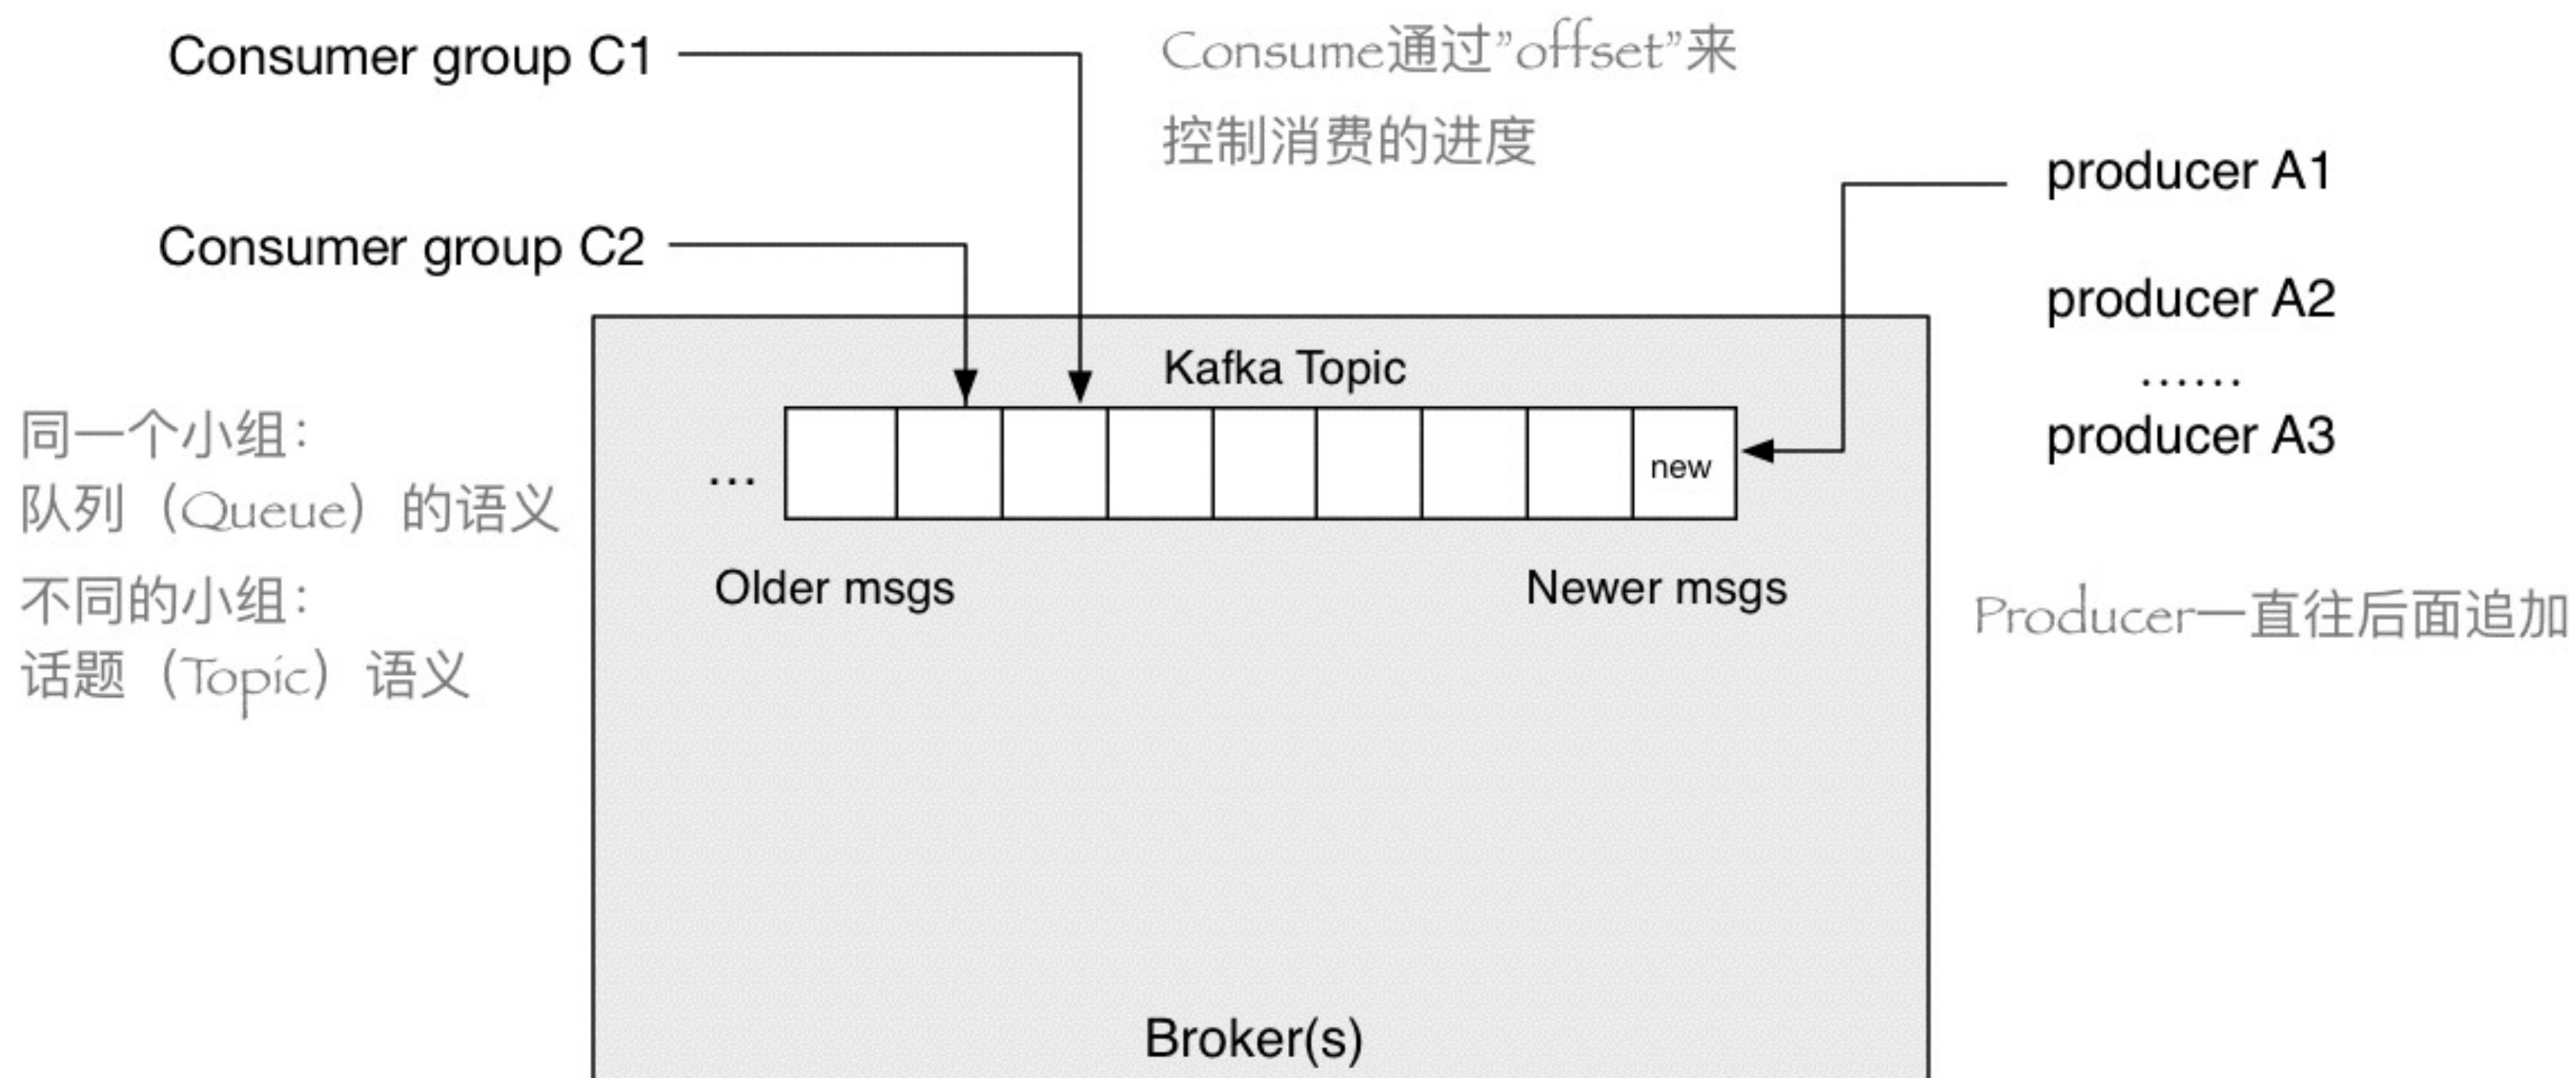 Consumer group C1
Consume通过”offset”来
控制消费的进度
Consumer group C2
producer A1
producer A2
……
producer A3
Kafka Topic
同一个小组：
队列（Queue）的语义
不同的小组：
话题（Topic）语义
...
new
Older msgs
Newer msgs
Producer一直往后面追加
Broker(s)